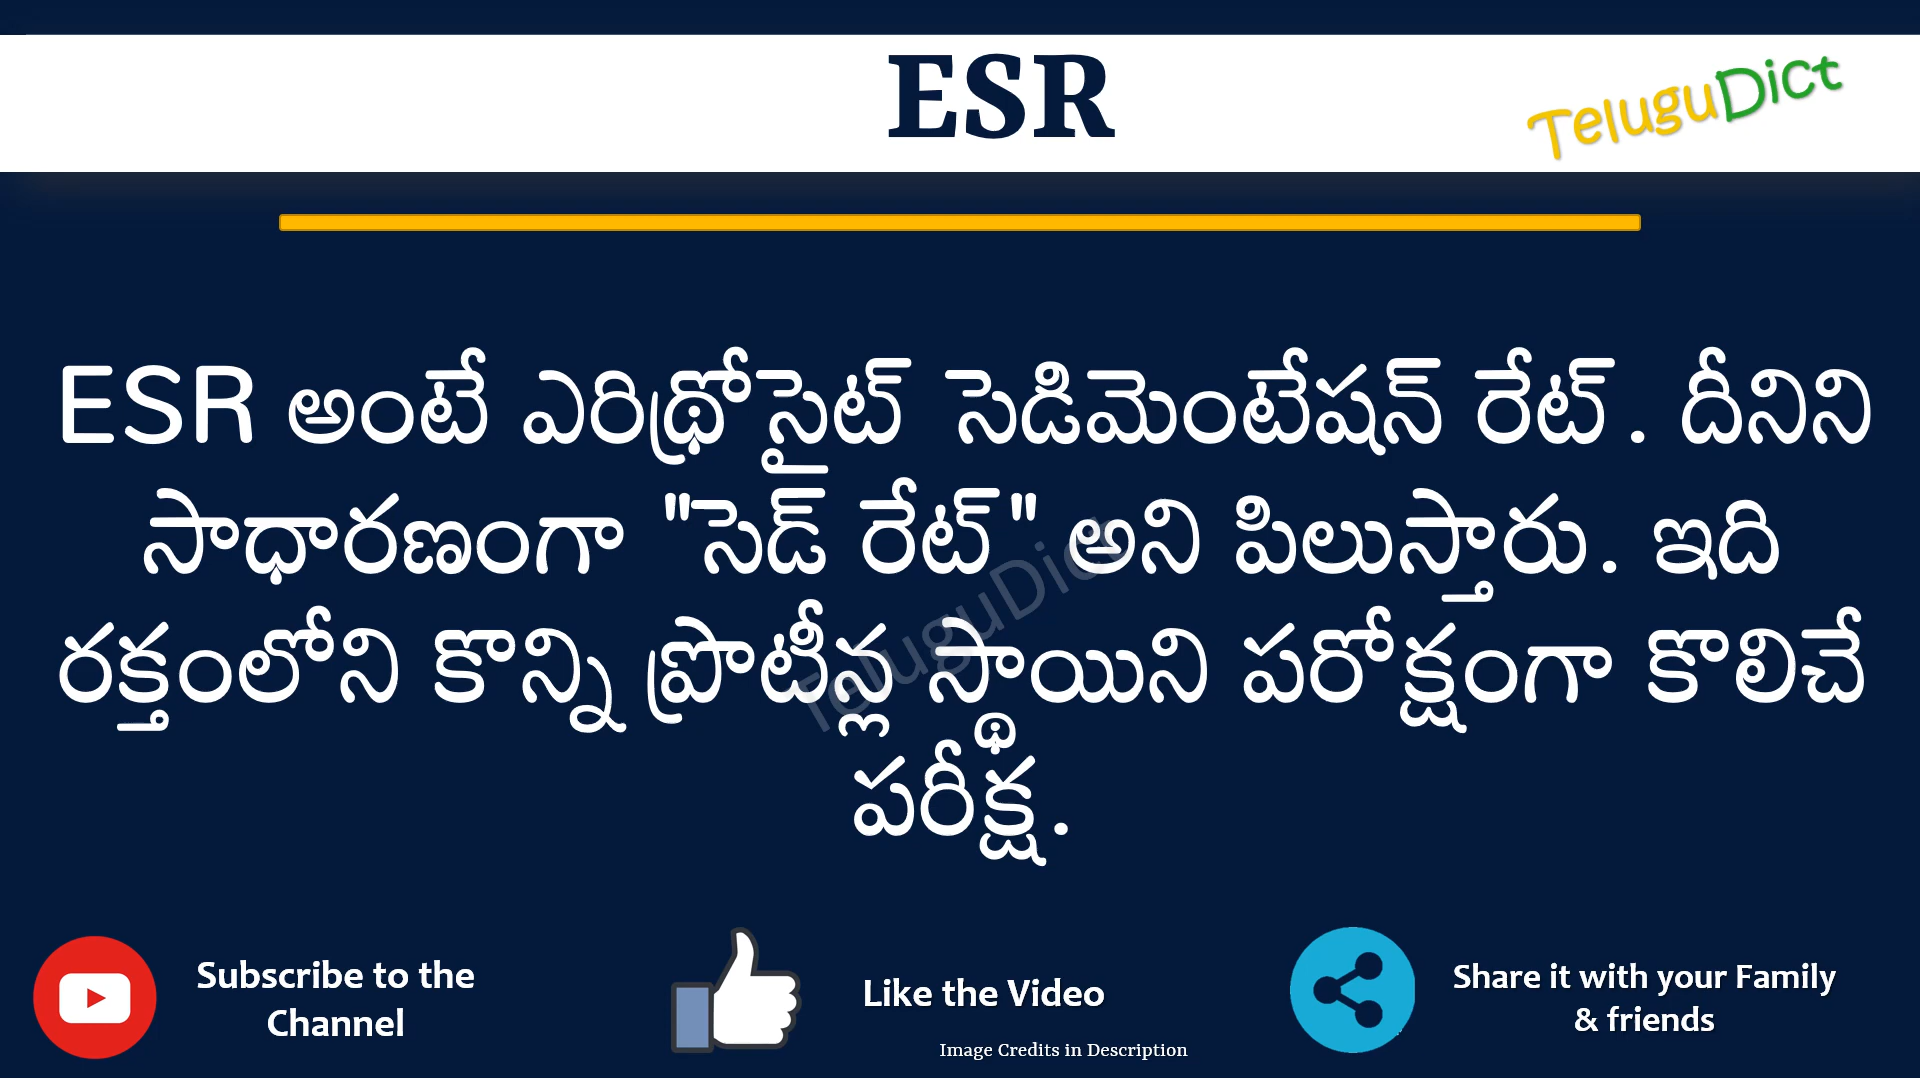 ESR
TeluguDict
ESR అంటే ఎరిథ్రోసైట్ సెడిమెంటేషన్ రేట్. దీనిని
సాధారణంగా "సెడ్ రేట్" అని పిలుస్తారు. ఇది
రక్తంలోని కొన్ని ప్రొటీన్ల స్థాయిని పరోక్షంగా కొలిచే
పరీక్ష.
TeluguDict
Subscribe to the
Channel
Like the Video
Share it with your Family
& friends
Image Credits in Description